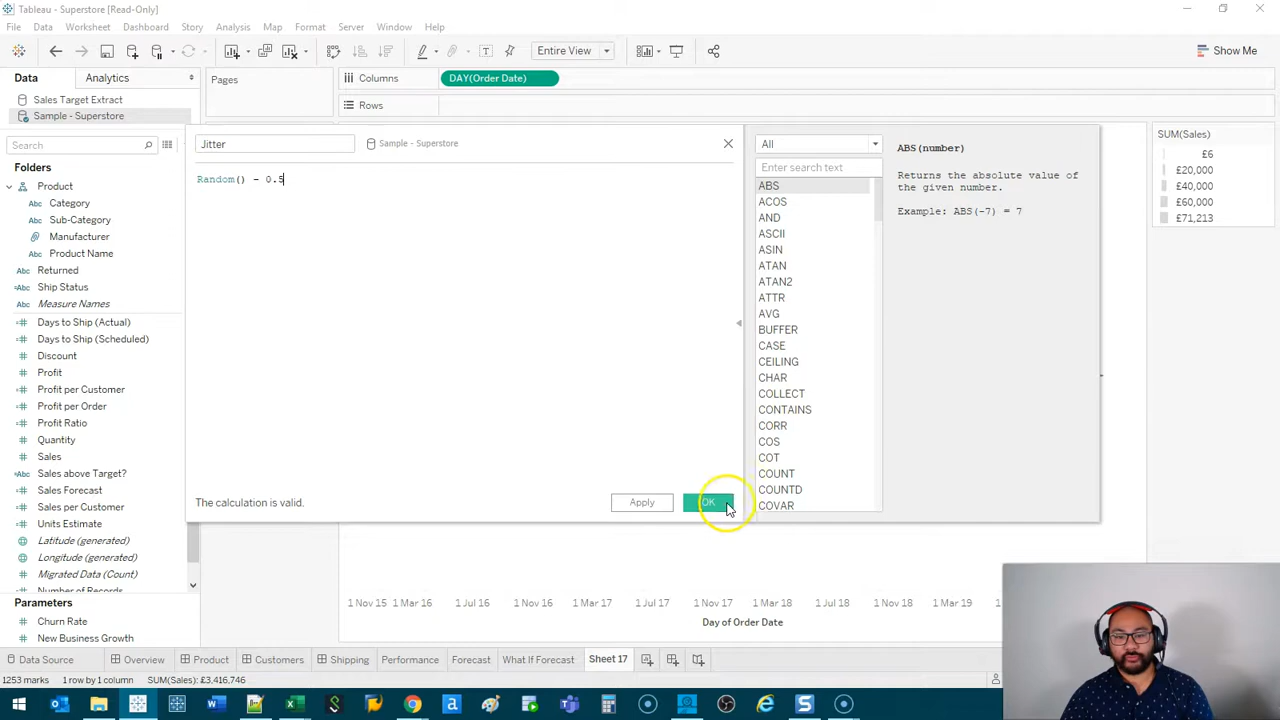 Tableau - Superstore [Read-Only]
File Data Worksheet Dashboard Story Analysis Map Format Server Window Help
Entire View
Show Me
Data Analytics
Pages
Columns DAY(Order Date)
Rows
Sales Target Extract
Sample - Superstore
Search
Folders
Product
Category
Sub-Category
Manufacturer
Product Name
Abc Returned
Abc Ship Status
Abc Measure Names
Days to Ship (Actual)
Days to Ship (Scheduled)
Discount
Profit
Profit per Customer
Profit per Order
Profit Ratio
Quantity
Sales
Abc Sales above Target?
Sales Forecast
Sales per Customer
Units Estimate
Latitude (generated)
Longitude (generated)
Migrated Data (Count)
Number of Records
Parameters
Churn Rate
New Business Growth
Jitter
Sample - Superstore
Random() - 0.5
The calculation is valid.
Apply
OK
All
Enter search text
ABS
ACOS
AND
ASCII
ASIN
ATAN
ATAN2
ATTR
AVG
BUFFER
CASE
CEILING
CHAR
COLLECT
CONTAINS
CORR
COS
COT
COUNT
COUNTD
COVAR
ABS(number)
Returns the absolute value of
the given number.
Example: ABS(-7) = 7
SUM(Sales)
£6
£20,000
£40,000
£60,000
£71,213
1 Nov 15 1 Mar 16 1 Jul 16 1 Nov 16 1 Mar 17 1 Jul 17 1 Nov 17 1 Mar 18 1 Jul 18 1 Nov 18 1 Mar 19
Day of Order Date
Data Source Overview Product Customers Shipping Performance Forecast What If Forecast Sheet 17
1253 marks 1 row by 1 column SUM(Sales): £3,416,746